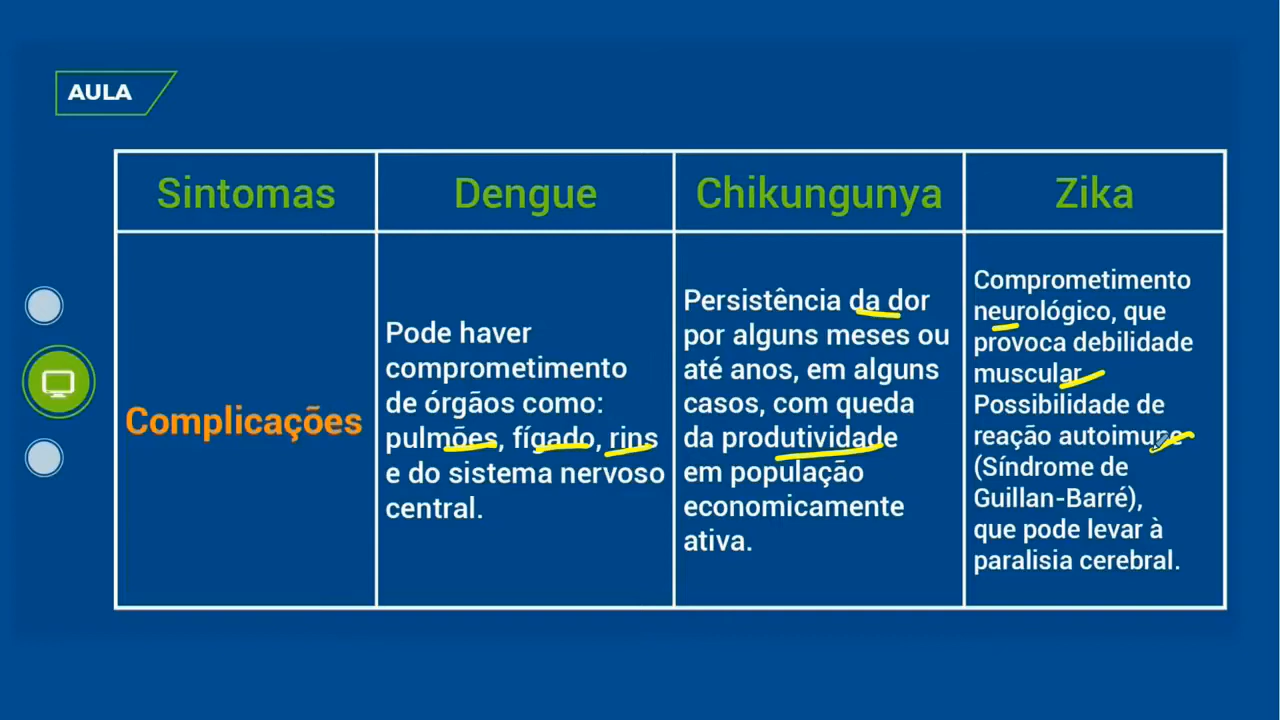 AULA
Sintomas
Dengue
Chikungunya
Zika
Complicações
Pode haver
comprometimento
de órgãos como:
pulmões, fígado, rins
e do sistema nervoso
central.
Persistência da dor
por alguns meses ou
até anos, em alguns
casos, com queda
da produtividade
em população
economicamente
ativa.
Comprometimento
neurológico, que
provoca debilidade
muscular.
Possibilidade de
reação autoimune
(Síndrome de
Guillan-Barré),
que pode levar à
paralisia cerebral.